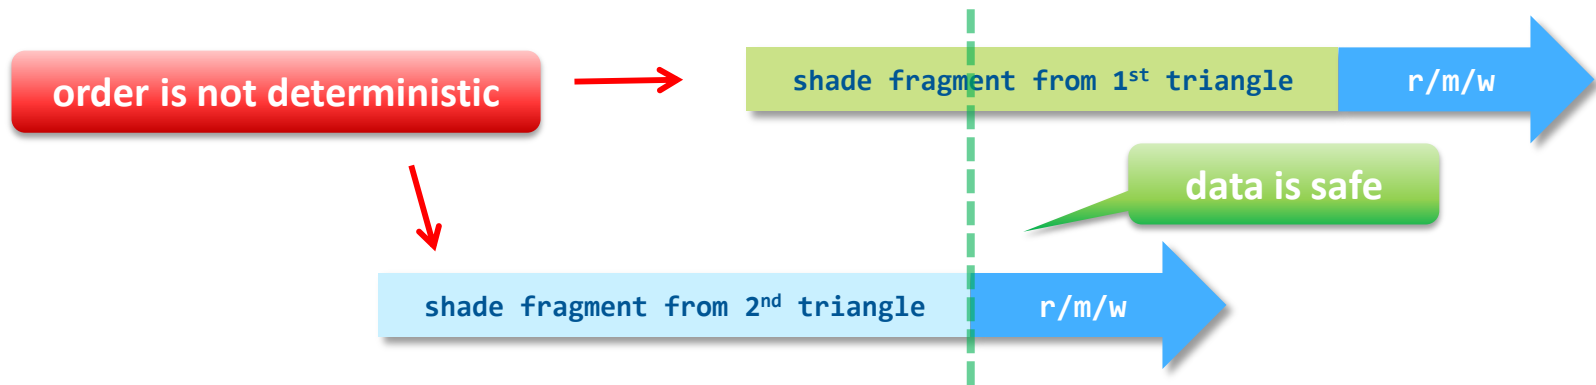 order is not deterministic
shade fragment from 1st triangle
r/m/w
data is safe
shade fragment from 2nd triangle
r/m/w